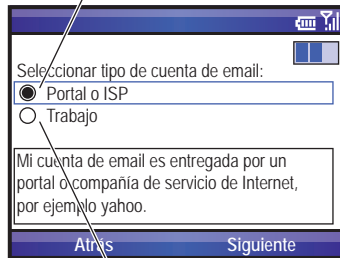 Seleccionar tipo de cuenta de email:
Portal o ISP
Trabajo
Mi cuenta de email es entregada por un
portal o compañía de servicio de Internet,
por ejemplo yahoo.
Atrás Siguiente